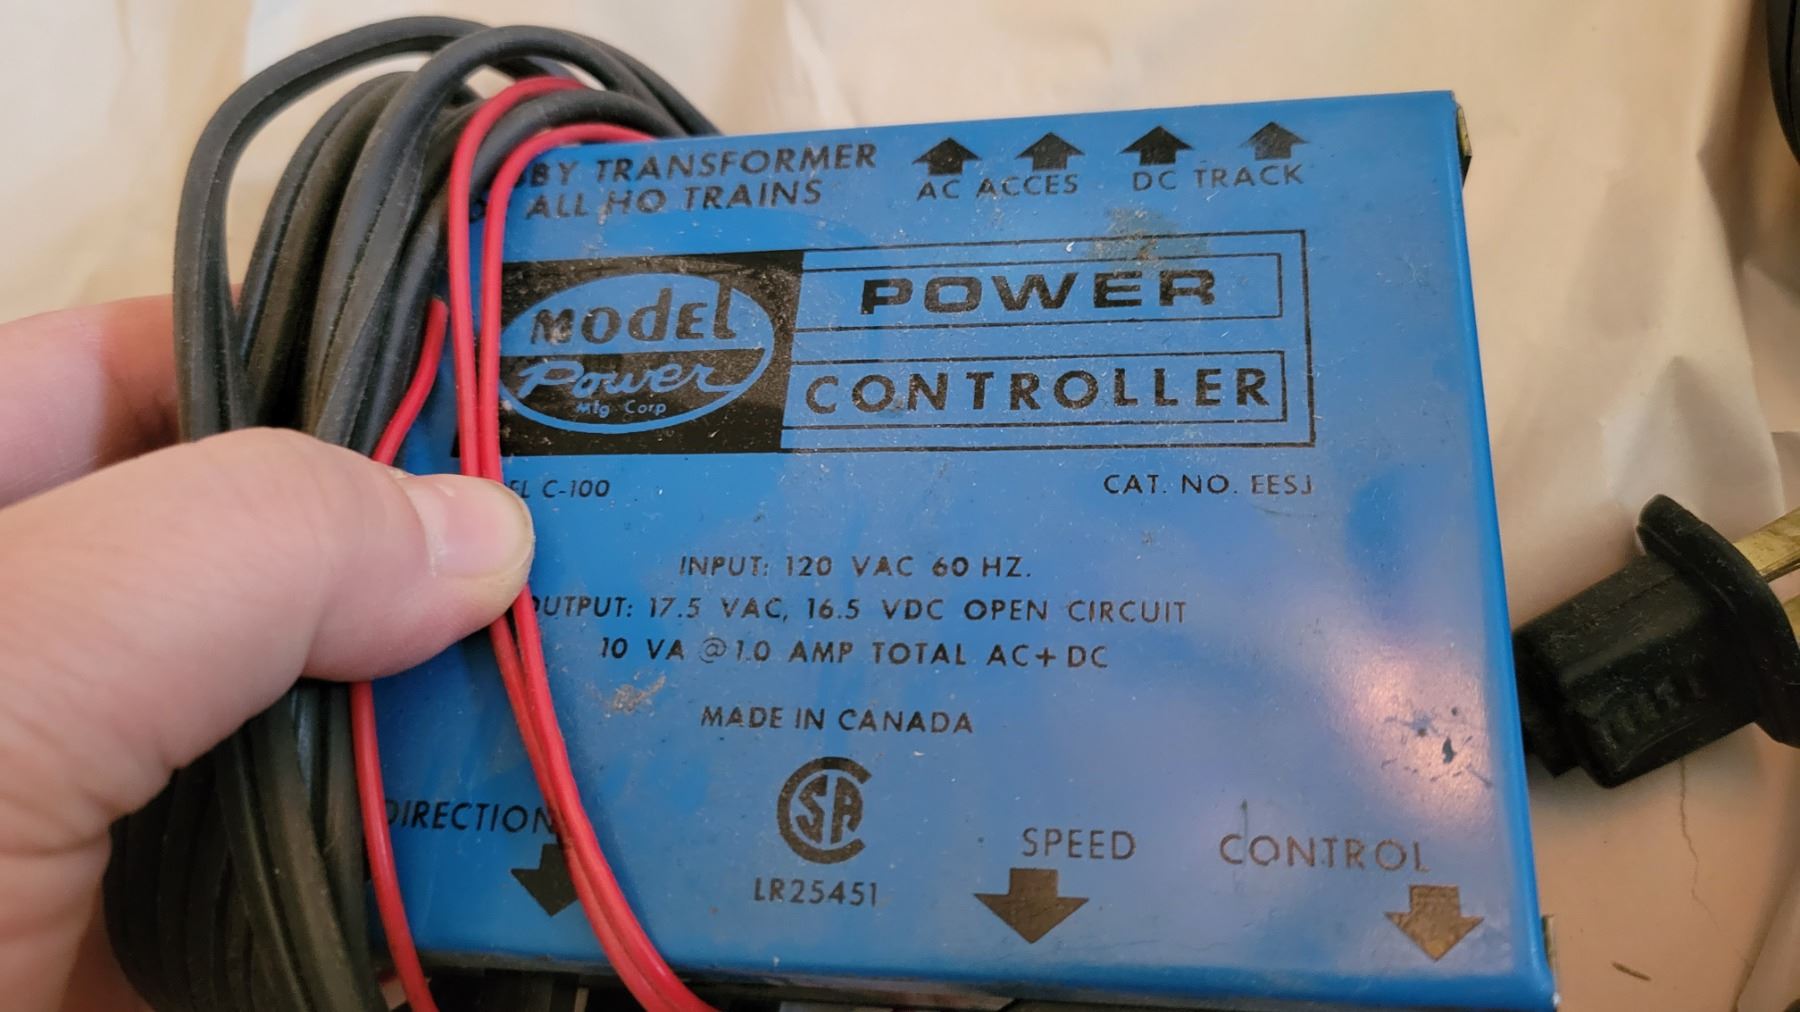 BY TRANSFORMER
ALL HO TRAINS
AC ACCES
DC TRACK
MODEL
Power
Mfg Corp
POWER
CONTROLLER
C-100
CAT. NO. EESJ
INPUT: 120 VAC 60 HZ.
OUTPUT: 17.5 VAC, 16.5 VDC OPEN CIRCUIT
10 VA @ 1.0 AMP TOTAL AC+DC
MADE IN CANADA
CSA
LR25451
DIRECTION
SPEED
CONTROL